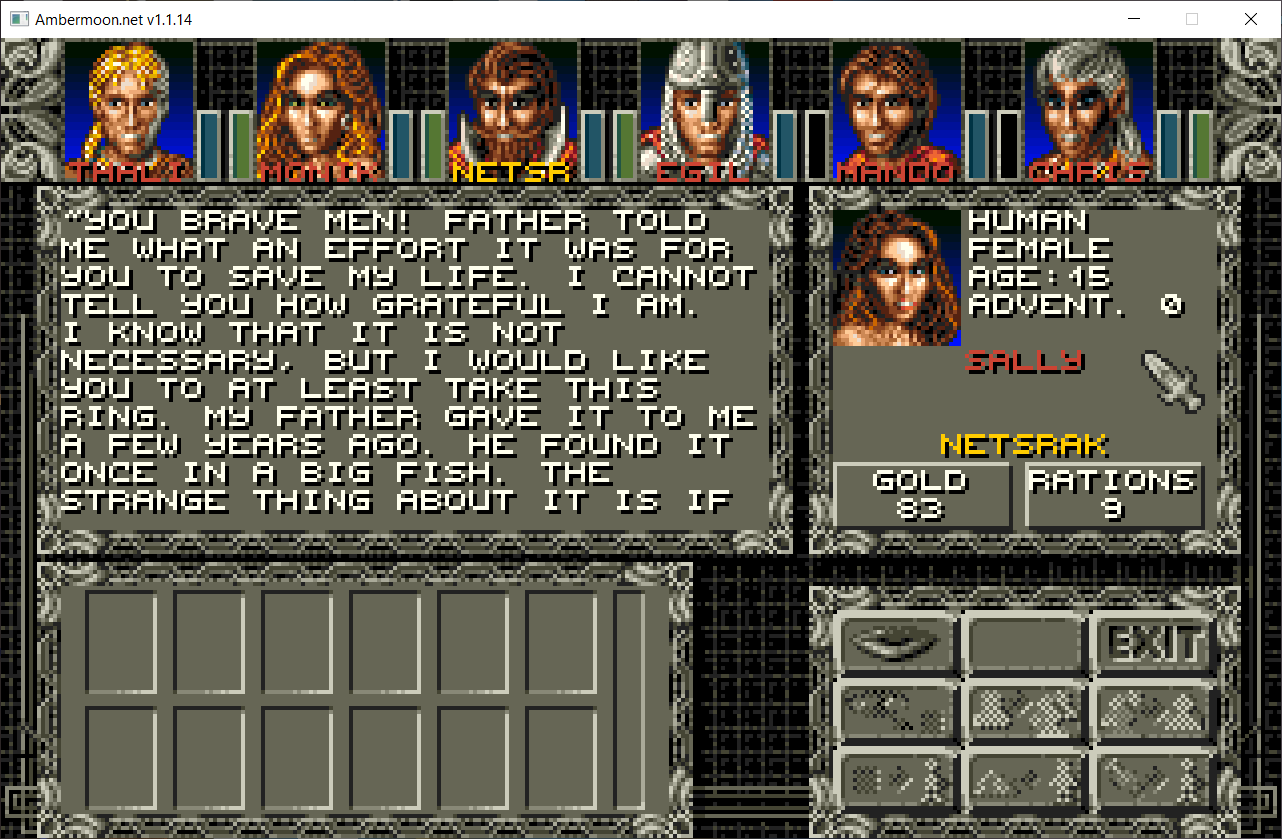 Ambermoon.net v1.1.14
THALI
MONIK
NETSR
EGIL
MANDO
CHRIS
"YOU BRAVE MEN! FATHER TOLD
ME WHAT AN EFFORT IT WAS FOR
YOU TO SAVE MY LIFE. I CANNOT
TELL YOU HOW GRATEFUL I AM.
I KNOW THAT IT IS NOT
NECESSARY, BUT I WOULD LIKE
YOU TO AT LEAST TAKE THIS
RING. MY FATHER GAVE IT TO ME
A FEW YEARS AGO. HE FOUND IT
ONCE IN A BIG FISH. THE
STRANGE THING ABOUT IT IS IF
HUMAN
FEMALE
AGE:15
ADVENT. 0
SALLY
NETSRAK
GOLD
83
RATIONS
9
EXIT